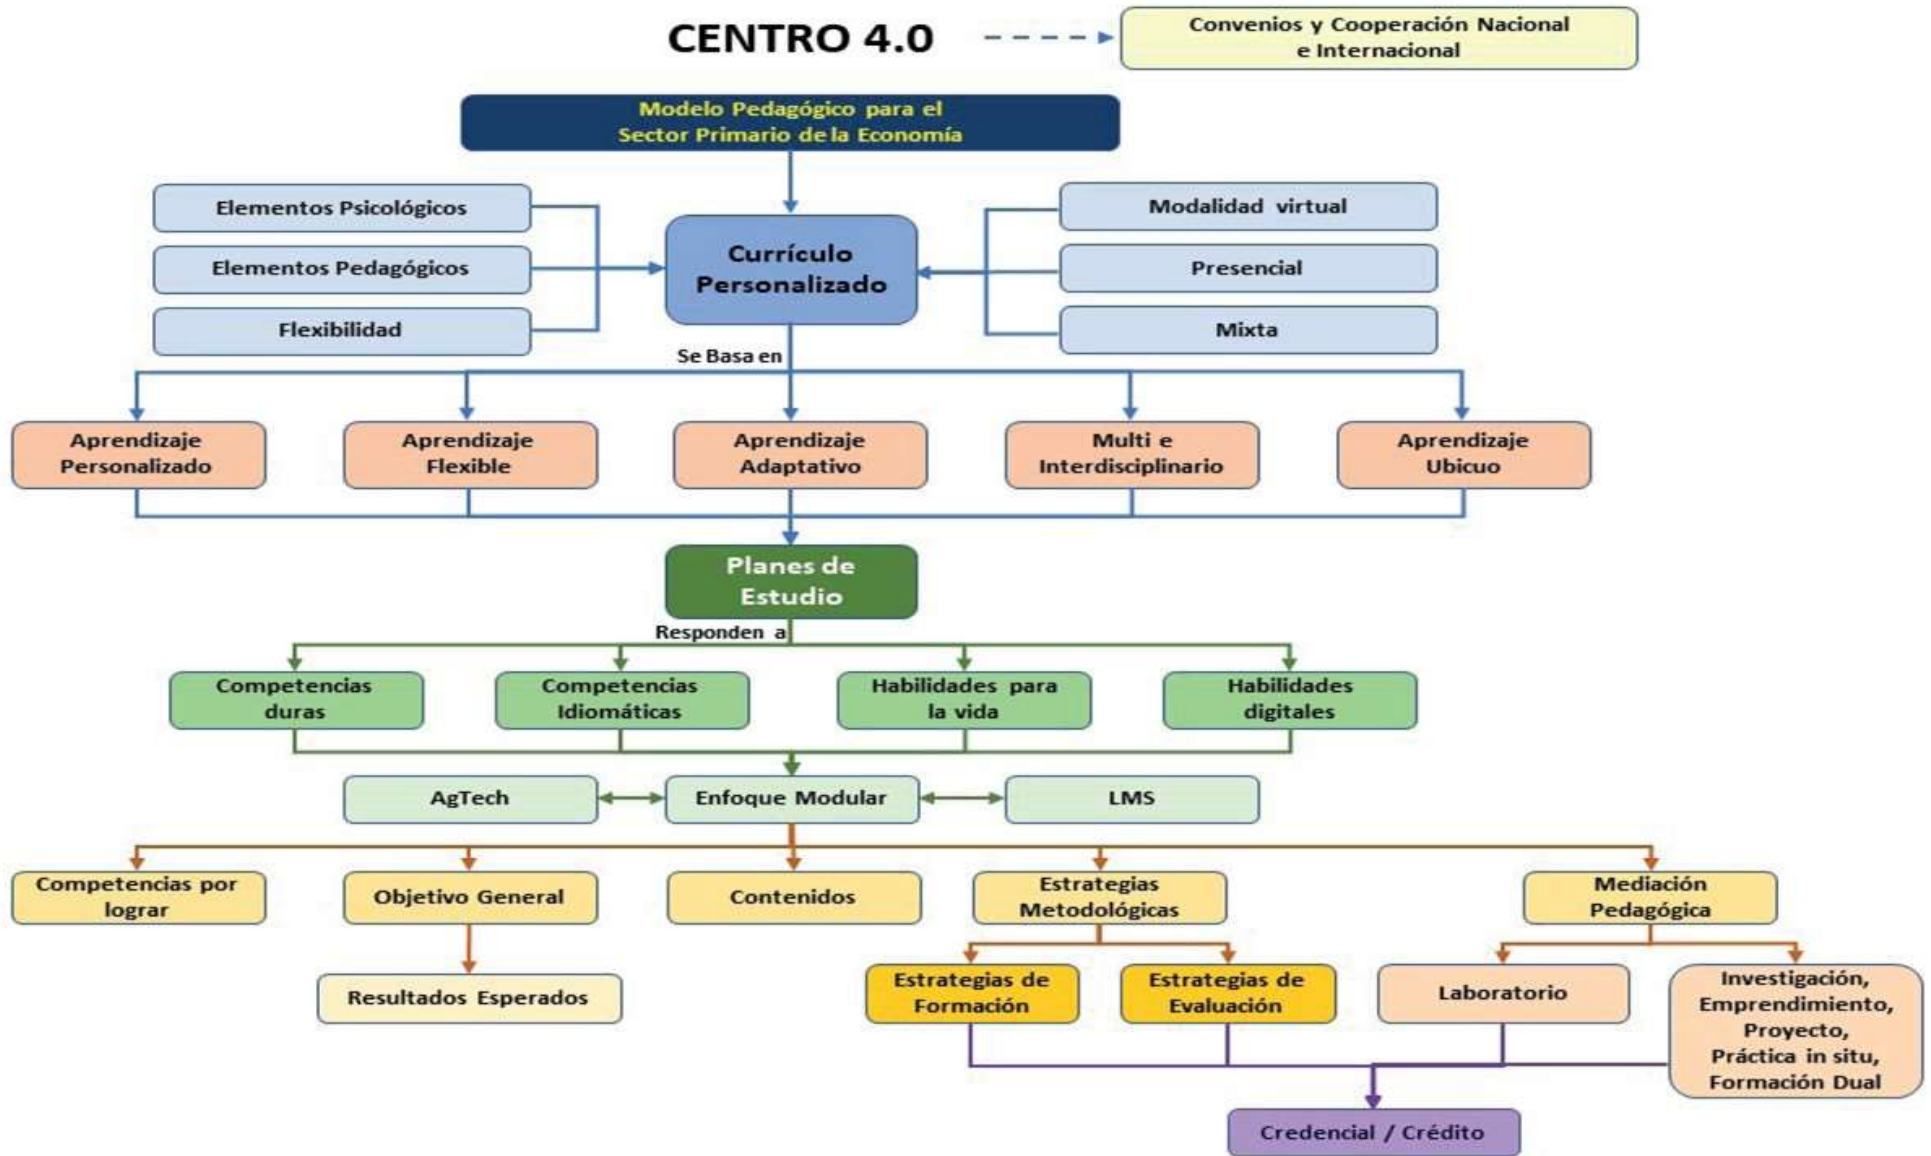 CENTRO 4.0
Convenios y Cooperación Nacional
e Internacional
Modelo Pedagógico para el
Sector Primario de la Economía
Elementos Psicológicos
Elementos Pedagógicos
Flexibilidad
Currículo
Personalizado
Modalidad virtual
Presencial
Mixta
Se Basa en
Aprendizaje
Personalizado
Aprendizaje
Flexible
Aprendizaje
Adaptativo
Multi e
Interdisciplinario
Aprendizaje
Ubicuo
Planes de
Estudio
Responden a
Competencias
duras
Competencias
Idiomáticas
Habilidades para
la vida
Habilidades
digitales
AgTech
Enfoque Modular
LMS
Competencias por
lograr
Objetivo General
Contenidos
Estrategias
Metodológicas
Mediación
Pedagógica
Resultados Esperados
Estrategias de
Formación
Estrategias de
Evaluación
Laboratorio
Investigación,
Emprendimiento,
Proyecto,
Práctica in situ,
Formación Dual
Credencial / Crédito